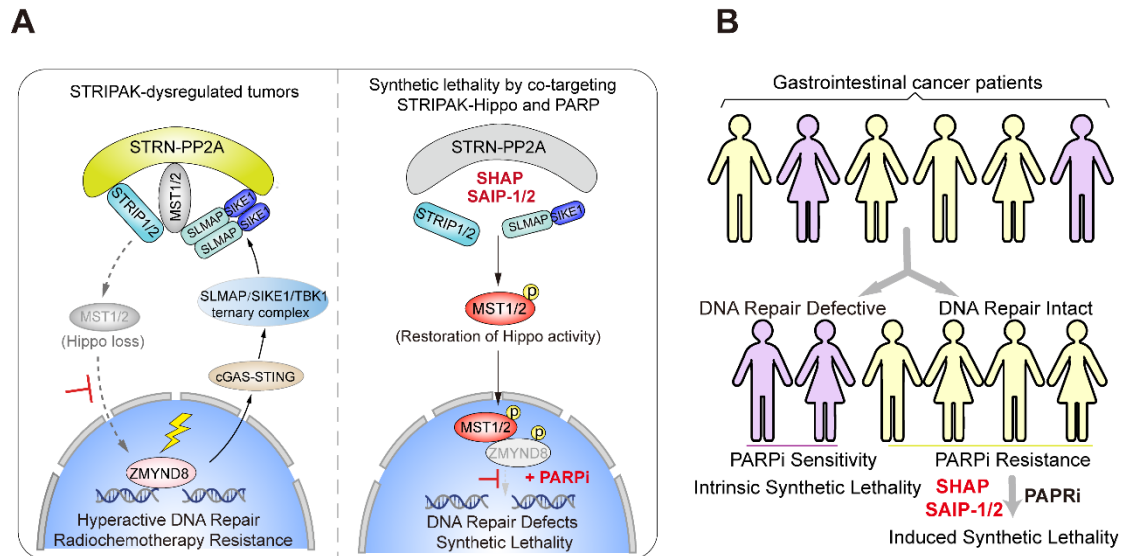 A
STRIPAK-dysregulated tumors
STRN-PP2A
STRIP1/2
MST1/2
SLMAP
SIKE1
SLMAP
SIKE
MST1/2
(Hippo loss)
SLMAP/SIKE1/TBK1
ternary complex
cGAS-STING
ZMYND8
Hyperactive DNA Repair
Radiochemotherapy Resistance
Synthetic lethality by co-targeting
STRIPAK-Hippo and PARP
STRN-PP2A
SHAP
SAIP-1/2
STRIP1/2
SLMAP
SIKE1
p
MST1/2
(Restoration of Hippo activity)
p
MST1/2
p
ZMYND8
+ PARPi
DNA Repair Defects
Synthetic Lethality
B
Gastrointestinal cancer patients
DNA Repair Defective
DNA Repair Intact
PARPi Sensitivity
PARPi Resistance
Intrinsic Synthetic Lethality
SHAP
SAIP-1/2
PAPRi
Induced Synthetic Lethality